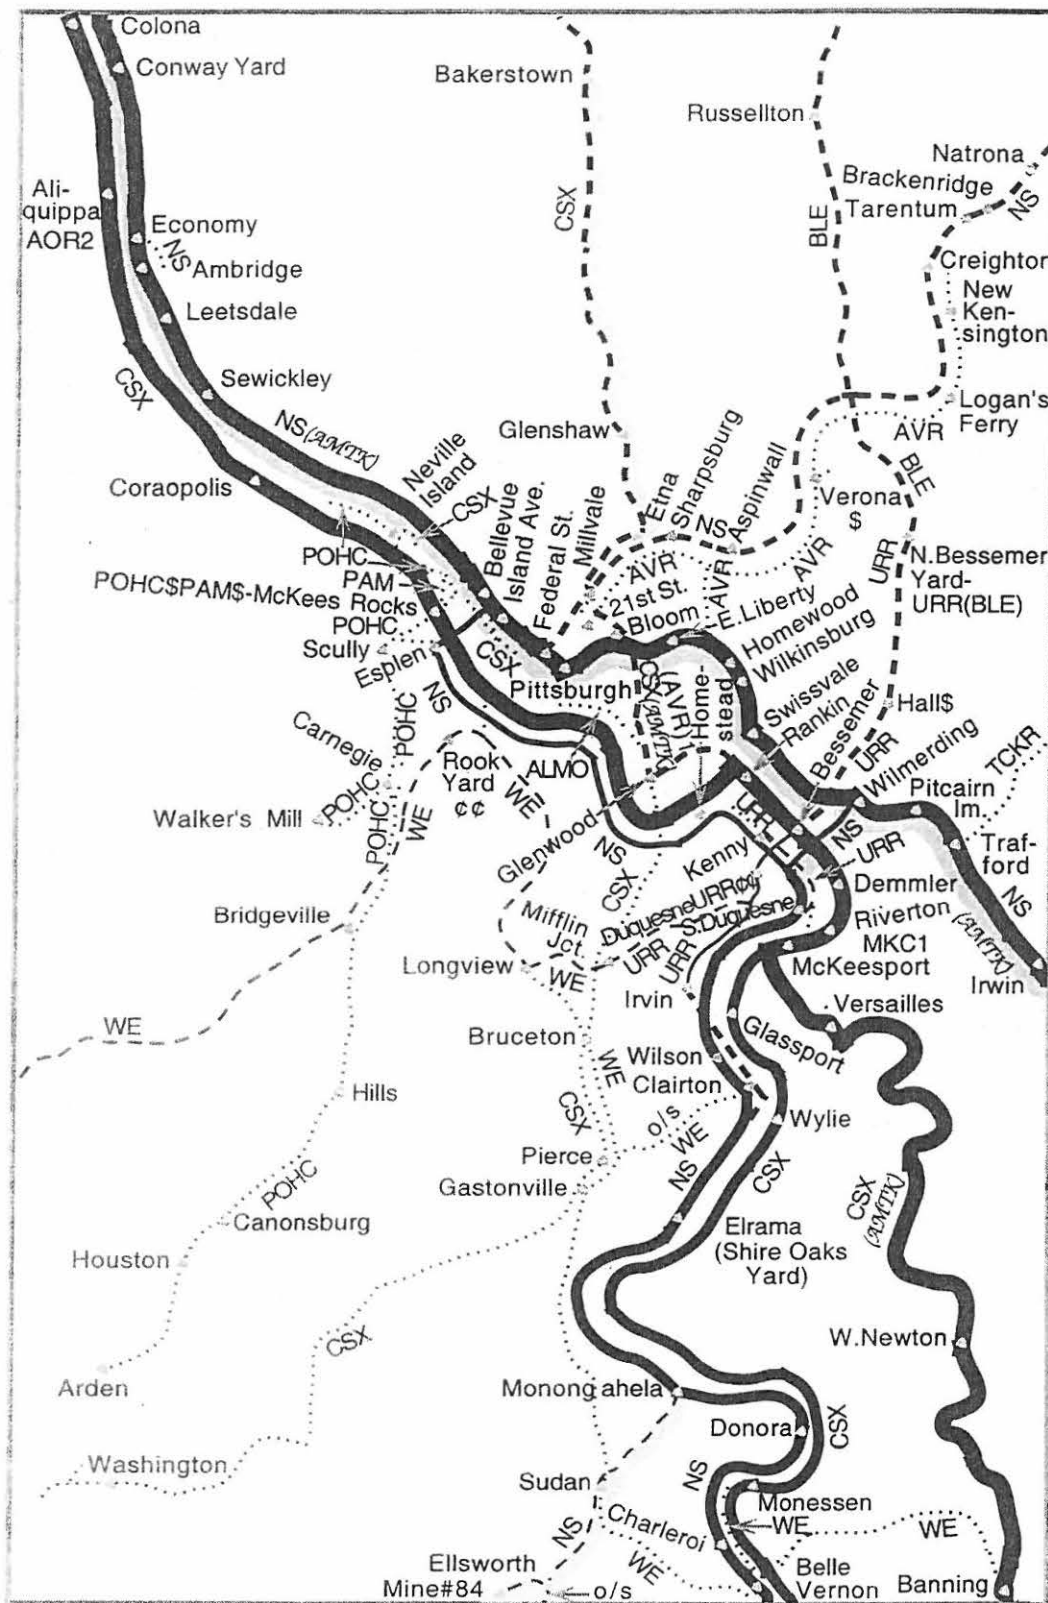 Colona
Conway Yard
Bakerstown
Russellton
Natrona
Brackenridge
Tarentum
NS
Ali-
quippa
AOR2
Economy
NS
Ambridge
CSX
BLE
Creighton
New
Ken-
sington
Leetsdale
CSX
Sewickley
NS (AMTK)
Glenshaw
Logan's
Ferry
AVR
BLE
Coraopolis
Neville
Island
CSX
Bellevue
Island Ave.
Federal St.
Millvale
Etna
Sharpsburg
NS
Aspinwall
Verona
$
AVR
AVR
AVR
URR
N.Bessemer
Yard-
URR(BLE)
POHC
PAM
POHC$PAM$-McKees Rocks
POHC
Scully
Esplen
21st St.
Bloom
E.Liberty
Homewood
Wilkinsburg
CSX
Pittsburgh
NS
CSX (AMTK)
(AVR)
Home-
stead
Swissvale
Rankin
Bessemer
Hall$
URR
Wilmerding
TCKR
Carnegie
POHC
Rook
Yard
¢¢
WE
ALMO
Pitcairn
Im.
Walker's Mill
POHC
POHC
WE
Glenwood
NS
URR
Kenny
NS
URR
Traf-
ford
CSX
Demmler
NS
(AMTK)
Bridgeville
Mifflin
Jct.
DuquesneURR¢¢
S.Duquesne
Riverton
MKC1
McKeesport
Irwin
Longview
WE
URR
URR
Irvin
Versailles
WE
Bruceton
WE
Glassport
Wilson
Clairton
Hills
CSX
o/s
WE
Wylie
Pierce
Gastonville
NS
CSX
CSX
(AMTK)
POHC
Canonsburg
Elrama
(Shire Oaks
Yard)
Houston
CSX
W.Newton
Arden
Monongahela
Donora
CSX
Washington
Sudan
NS
Monessen
WE
WE
Charleroi
NS
WE
Ellsworth
Mine#84
o/s
Belle
Vernon
Banning